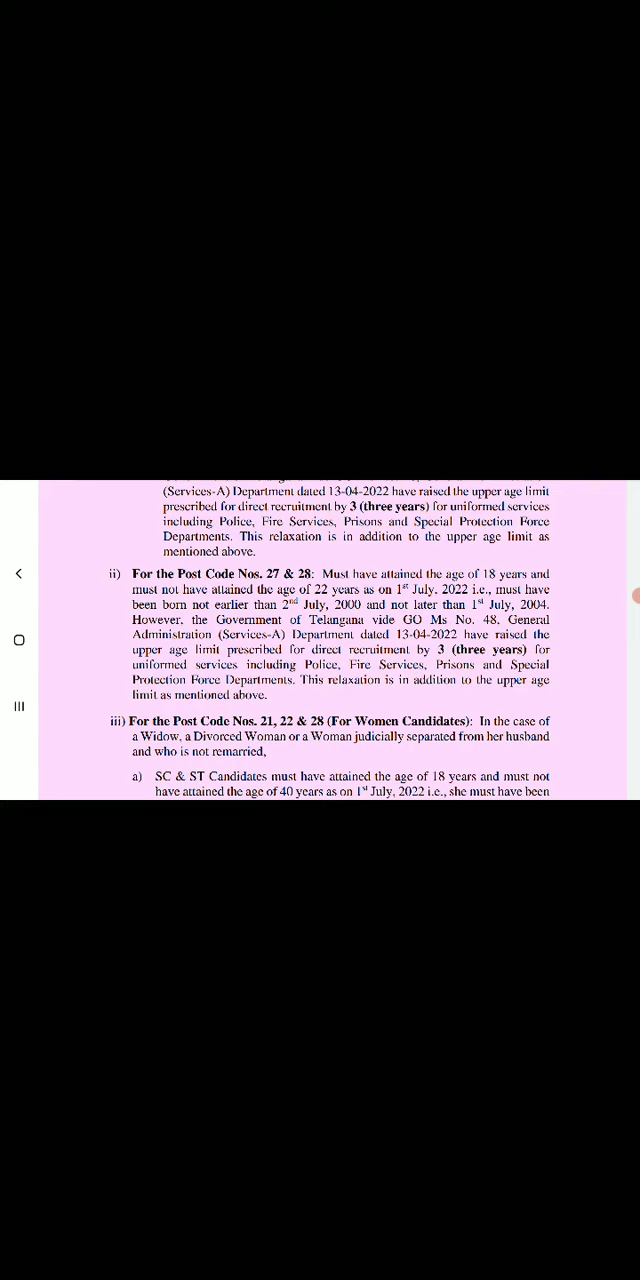 (Services-A) Department dated 13-04-2022 have raised the upper age limit
prescribed for direct recruitment by 3 (three years) for uniformed services
including Police, Fire Services, Prisons and Special Protection Force
Departments. This relaxation is in addition to the upper age limit as
mentioned above.
ii) For the Post Code Nos. 27 & 28: Must have attained the age of 18 years and
must not have attained the age of 22 years as on 1st July, 2022 i.e., must have
been born not earlier than 2nd July, 2000 and not later than 1st July, 2004.
However, the Government of Telangana vide GO Ms No. 48, General
Administration (Services-A) Department dated 13-04-2022 have raised the
upper age limit prescribed for direct recruitment by 3 (three years) for
uniformed services including Police, Fire Services, Prisons and Special
Protection Force Departments. This relaxation is in addition to the upper age
limit as mentioned above.
iii) For the Post Code Nos. 21, 22 & 28 (For Women Candidates): In the case of
a Widow, a Divorced Woman or a Woman judicially separated from her husband
and who is not remarried,
a) SC & ST Candidates must have attained the age of 18 years and must not
have attained the age of 40 years as on 1st July, 2022 i.e., she must have been